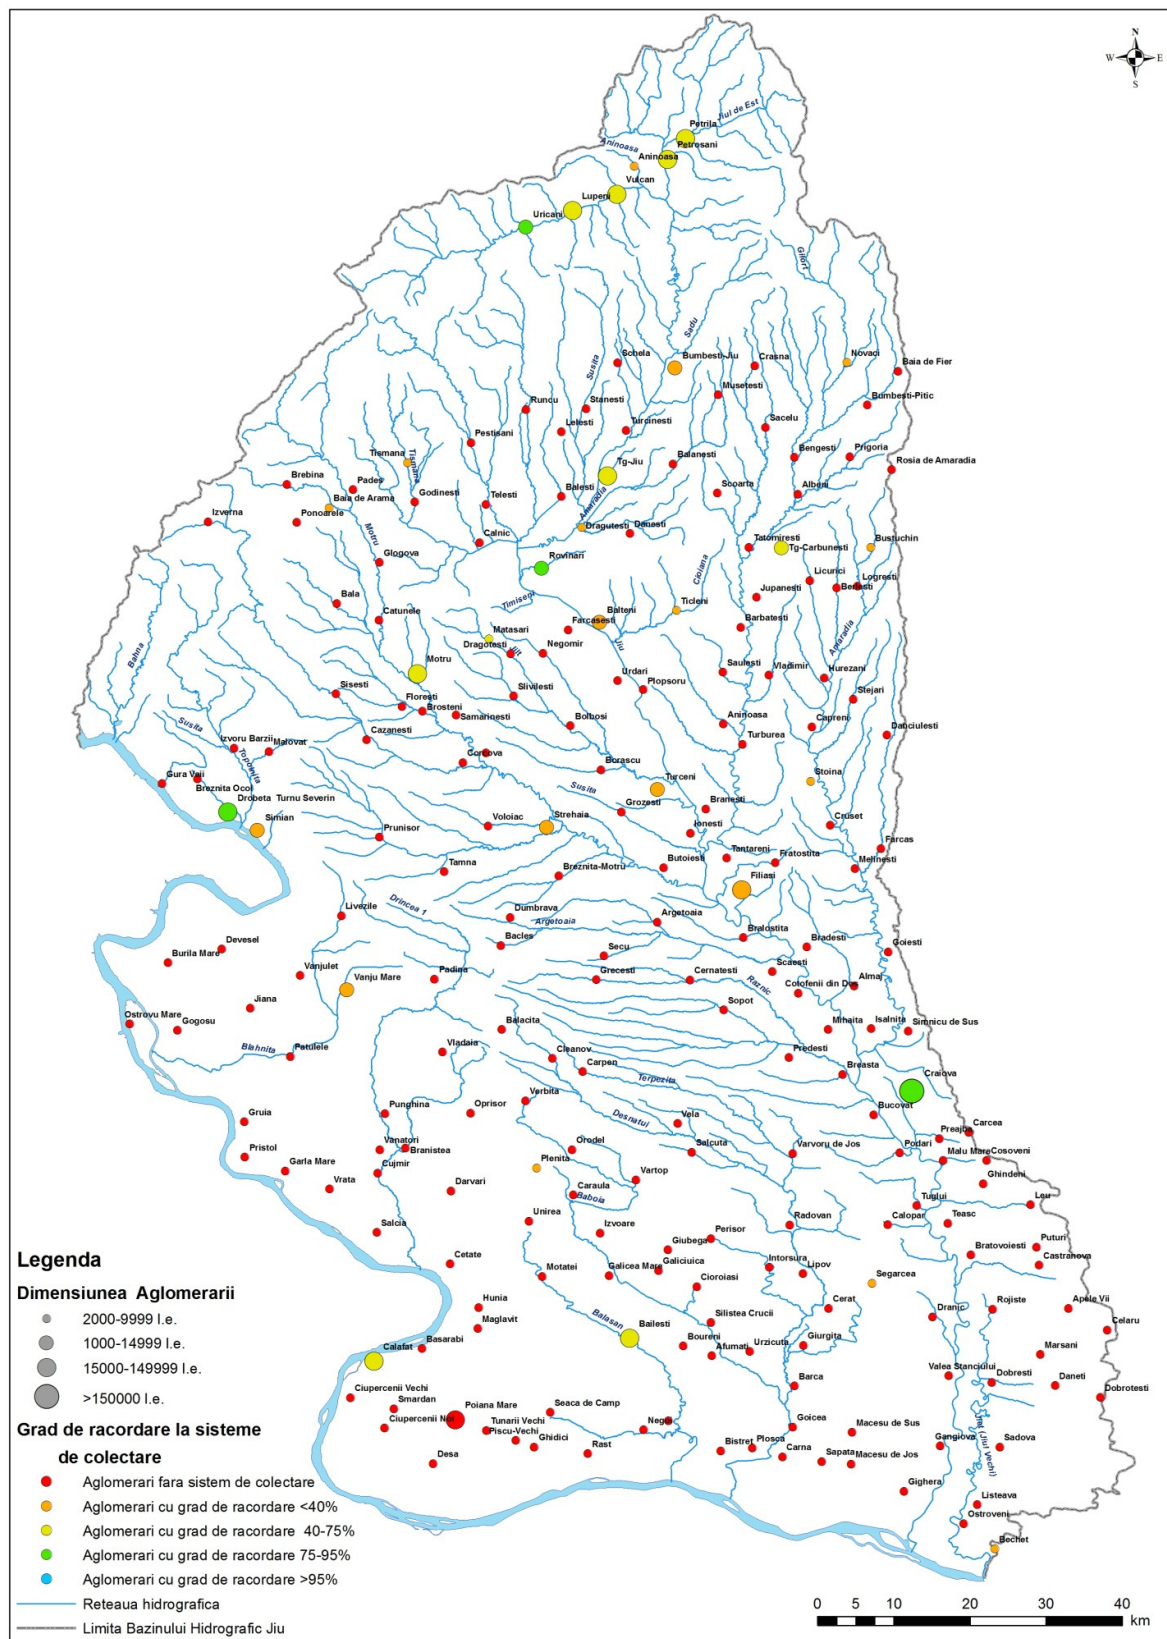 N
W E
S
Jiul de Est
Petrila
Aninoasa
Petrosani
Aninoasa
Vulcan
Lupeni
Uricani
Gilort
Sadu
Schela
Bumbesti-Jiu
Crasna
Novaci
Baia de Fier
Susita
Musetesti
Bumbesti-Pitic
Runcu
Stanesti
Lelesti
Turcinesti
Sacelu
Pestisani
Tismana
Tismana
Tg-Jiu
Balanesti
Bengesti
Prigoria
Rosia de Amaradia
Brebina
Pades
Baia de Arama
Godinesti
Telesti
Balesti
Amaradia
Scoarta
Albeni
Izverna
Ponoarele
Motru
Calnic
Dragutesti
Danesti
Tatomiresti
Tg-Carbunesti
Bustuchin
Glogova
Rovinari
Cioiana
Licurici
Berlesti
Logresti
Bala
Timiseni
Jupanesti
Catunele
Balteni
Ticleni
Farcasesti
Barbatesti
Amaradia
Bahna
Matasari
Dragotesti
Jilt
Negomir
Jiu
Motru
Urdari
Plopsoru
Saulesti
Vladimir
Hurezani
Sisesti
Slivilesti
Stejari
Floresti
Brosteni
Samarinesti
Bolbosi
Aninoasa
Capreni
Danciulesti
Susita
Izvoru Barzii
Malovat
Cazanesti
Turburea
Topolnita
Corcova
Borascu
Gura Vaii
Breznita Ocol
Susita
Turceni
Stoina
Drobeta Turnu Severin
Simian
Grozesti
Branesti
Prunisor
Voloiac
Strehaia
Ionesti
Cruset
Tamna
Breznita-Motru
Butoiesti
Tantareni
Fratostita
Farcas
Melinesti
Filiasi
Drincea 1
Livezile
Dumbrava
Argetoaia
Argetoaia
Devesel
Burila Mare
Bacles
Bralostita
Bradesti
Goiesti
Secu
Vanjulet
Vanju Mare
Padina
Grecesti
Cernatesti
Raznic
Scaesti
Cotofenii din Dos
Almaj
Jiana
Sopot
Ostrovu Mare
Gogosu
Balacita
Mihaita
Isalnita
Simnicu de Sus
Blahnita
Patulele
Vladaia
Cleanov
Carpen
Predesti
Terpezita
Breasta
Craiova
Verbita
Desnatui
Gruia
Punghina
Oprisor
Vela
Bucovat
Carcea
Preajba
Pristol
Vanatori
Branistea
Orodel
Salcuta
Varvoru de Jos
Podari
Malu Mare
Cosoveni
Garla Mare
Cujmir
Plenita
Vartop
Ghindeni
Vrata
Darvari
Caraula
Baboia
Tuglui
Leu
Salcia
Unirea
Izvoare
Radovan
Calopar
Teasc
Giubega
Perisor
Bratovoiesti
Puturi
Castranova
Cetate
Motatei
Galicea Mare
Galiciuica
Cioroiasi
Intorsura
Lipov
Segarcea
Hunia
Maglavit
Balasan
Silistea Crucii
Cerat
Dranic
Rojiste
Apele Vii
Celaru
Bailesti
Boureni
Afumati
Urzicuta
Giurgita
Calafat
Basarabi
Marsani
Barca
Valea Stanciului
Dobresti
Daneti
Dobrotesti
Ciupercenii Vechi
Smardan
Poiana Mare
Seaca de Camp
Ciupercenii Noi
Tunarii Vechi
Piscu-Vechi
Ghidici
Negoi
Goicea
Macesu de Sus
Desa
Rast
Bistret
Plosca
Carna
Sapata
Macesu de Jos
Gangiova
Jiet (Jiul Vechi)
Sadova
Gighera
Listeava
Ostroveni
Bechet
Legenda
Dimensiunea Aglomerarii
2000-9999 l.e.
1000-14999 l.e.
15000-149999 l.e.
>150000 l.e.
Grad de racordare la sisteme
de colectare
Aglomerari fara sistem de colectare
Aglomerari cu grad de racordare <40%
Aglomerari cu grad de racordare 40-75%
Aglomerari cu grad de racordare 75-95%
Aglomerari cu grad de racordare >95%
Reteaua hidrografica
Limita Bazinului Hidrografic Jiu
0 5 10 20 30 40
km